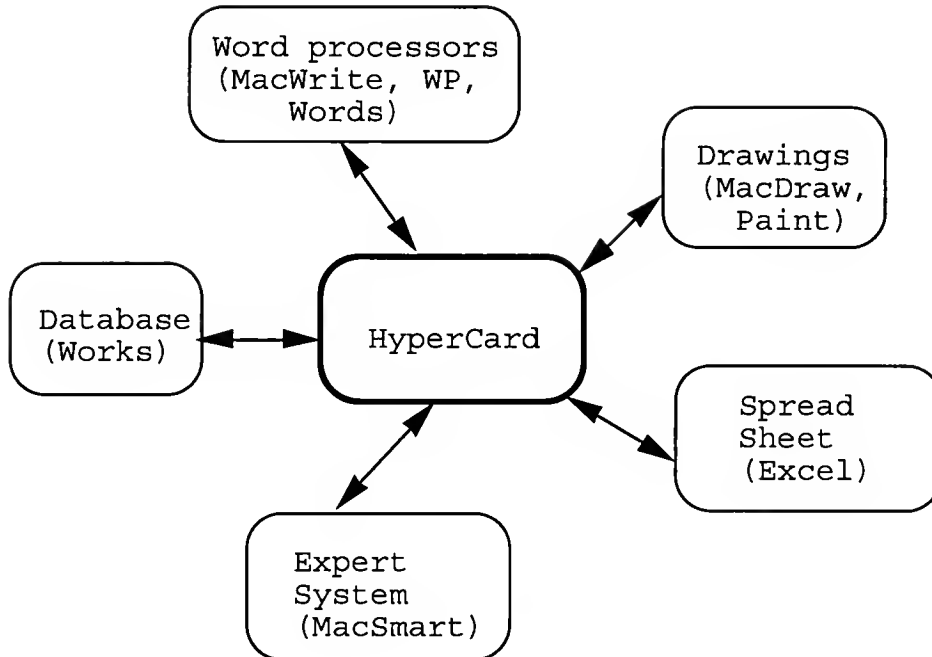 Word processors
(MacWrite, WP,
Words)
Drawings
(MacDraw,
Paint)
Database
(Works)
HyperCard
Spread
Sheet
(Excel)
Expert
System
(MacSmart)